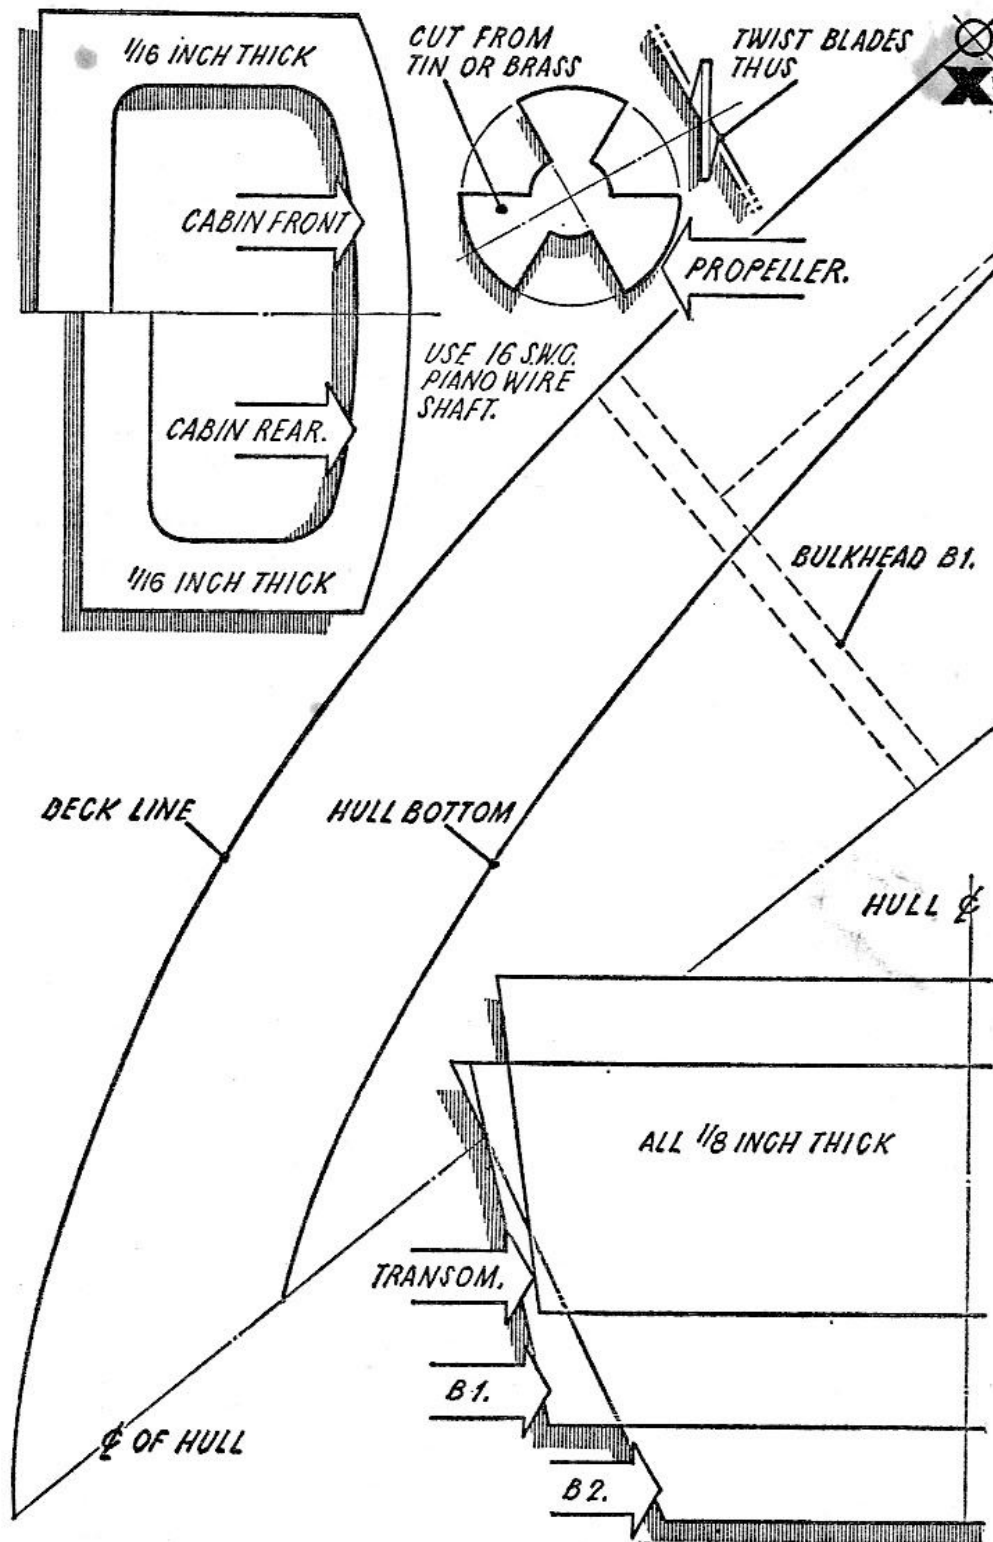 1/16 INCH THICK
CUT FROM
TIN OR BRASS
TWIST BLADES
THUS
X
CABIN FRONT
PROPELLER.
USE 16 S.W.G.
PIANO WIRE
SHAFT.
CABIN REAR.
1/16 INCH THICK
BULKHEAD B1.
DECK LINE
HULL BOTTOM
HULL ℄
ALL 1/8 INCH THICK
TRANSOM.
B1.
℄ OF HULL
B2.